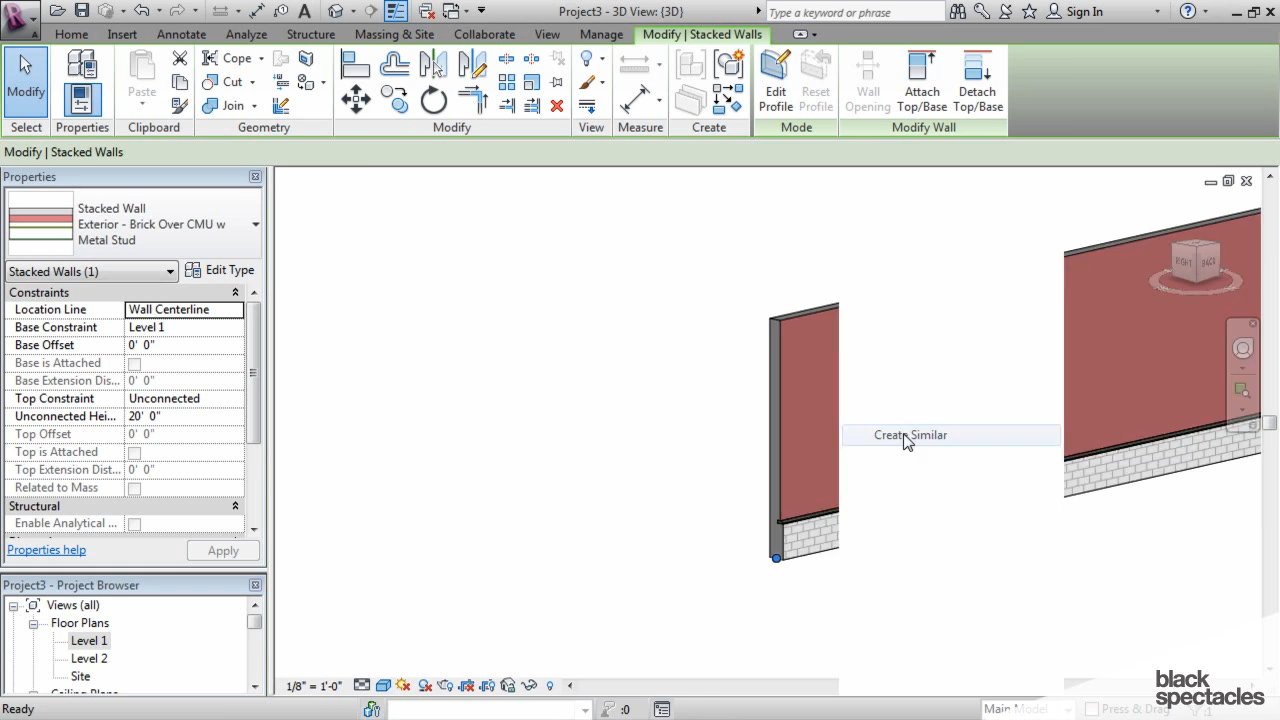 Project3 - 3D View: {3D}
Type a keyword or phrase
Sign In
Home Insert Annotate Analyze Structure Massing & Site Collaborate View Manage Modify | Stacked Walls
Modify
Paste
Cope
Cut
Join
Edit Profile
Reset Profile
Wall Opening
Attach Top/Base
Detach Top/Base
Select Properties Clipboard Geometry Modify View Measure Create Mode Modify Wall
Modify | Stacked Walls
Properties
Stacked Wall
Exterior - Brick Over CMU w
Metal Stud
Stacked Walls (1) Edit Type
Constraints
Location Line Wall Centerline
Base Constraint Level 1
Base Offset 0' 0"
Base is Attached
Base Extension Dis... 0' 0"
Top Constraint Unconnected
Unconnected Hei... 20' 0"
Top Offset 0' 0"
Top is Attached
Top Extension Dist... 0' 0"
Related to Mass
Structural
Enable Analytical ...
Properties help Apply
Project3 - Project Browser
Views (all)
Floor Plans
Level 1
Level 2
Site
RIGHT BACK
Create Similar
1/8" = 1'-0"
Ready
:0
Main Model
Press & Drag
black
spectacles